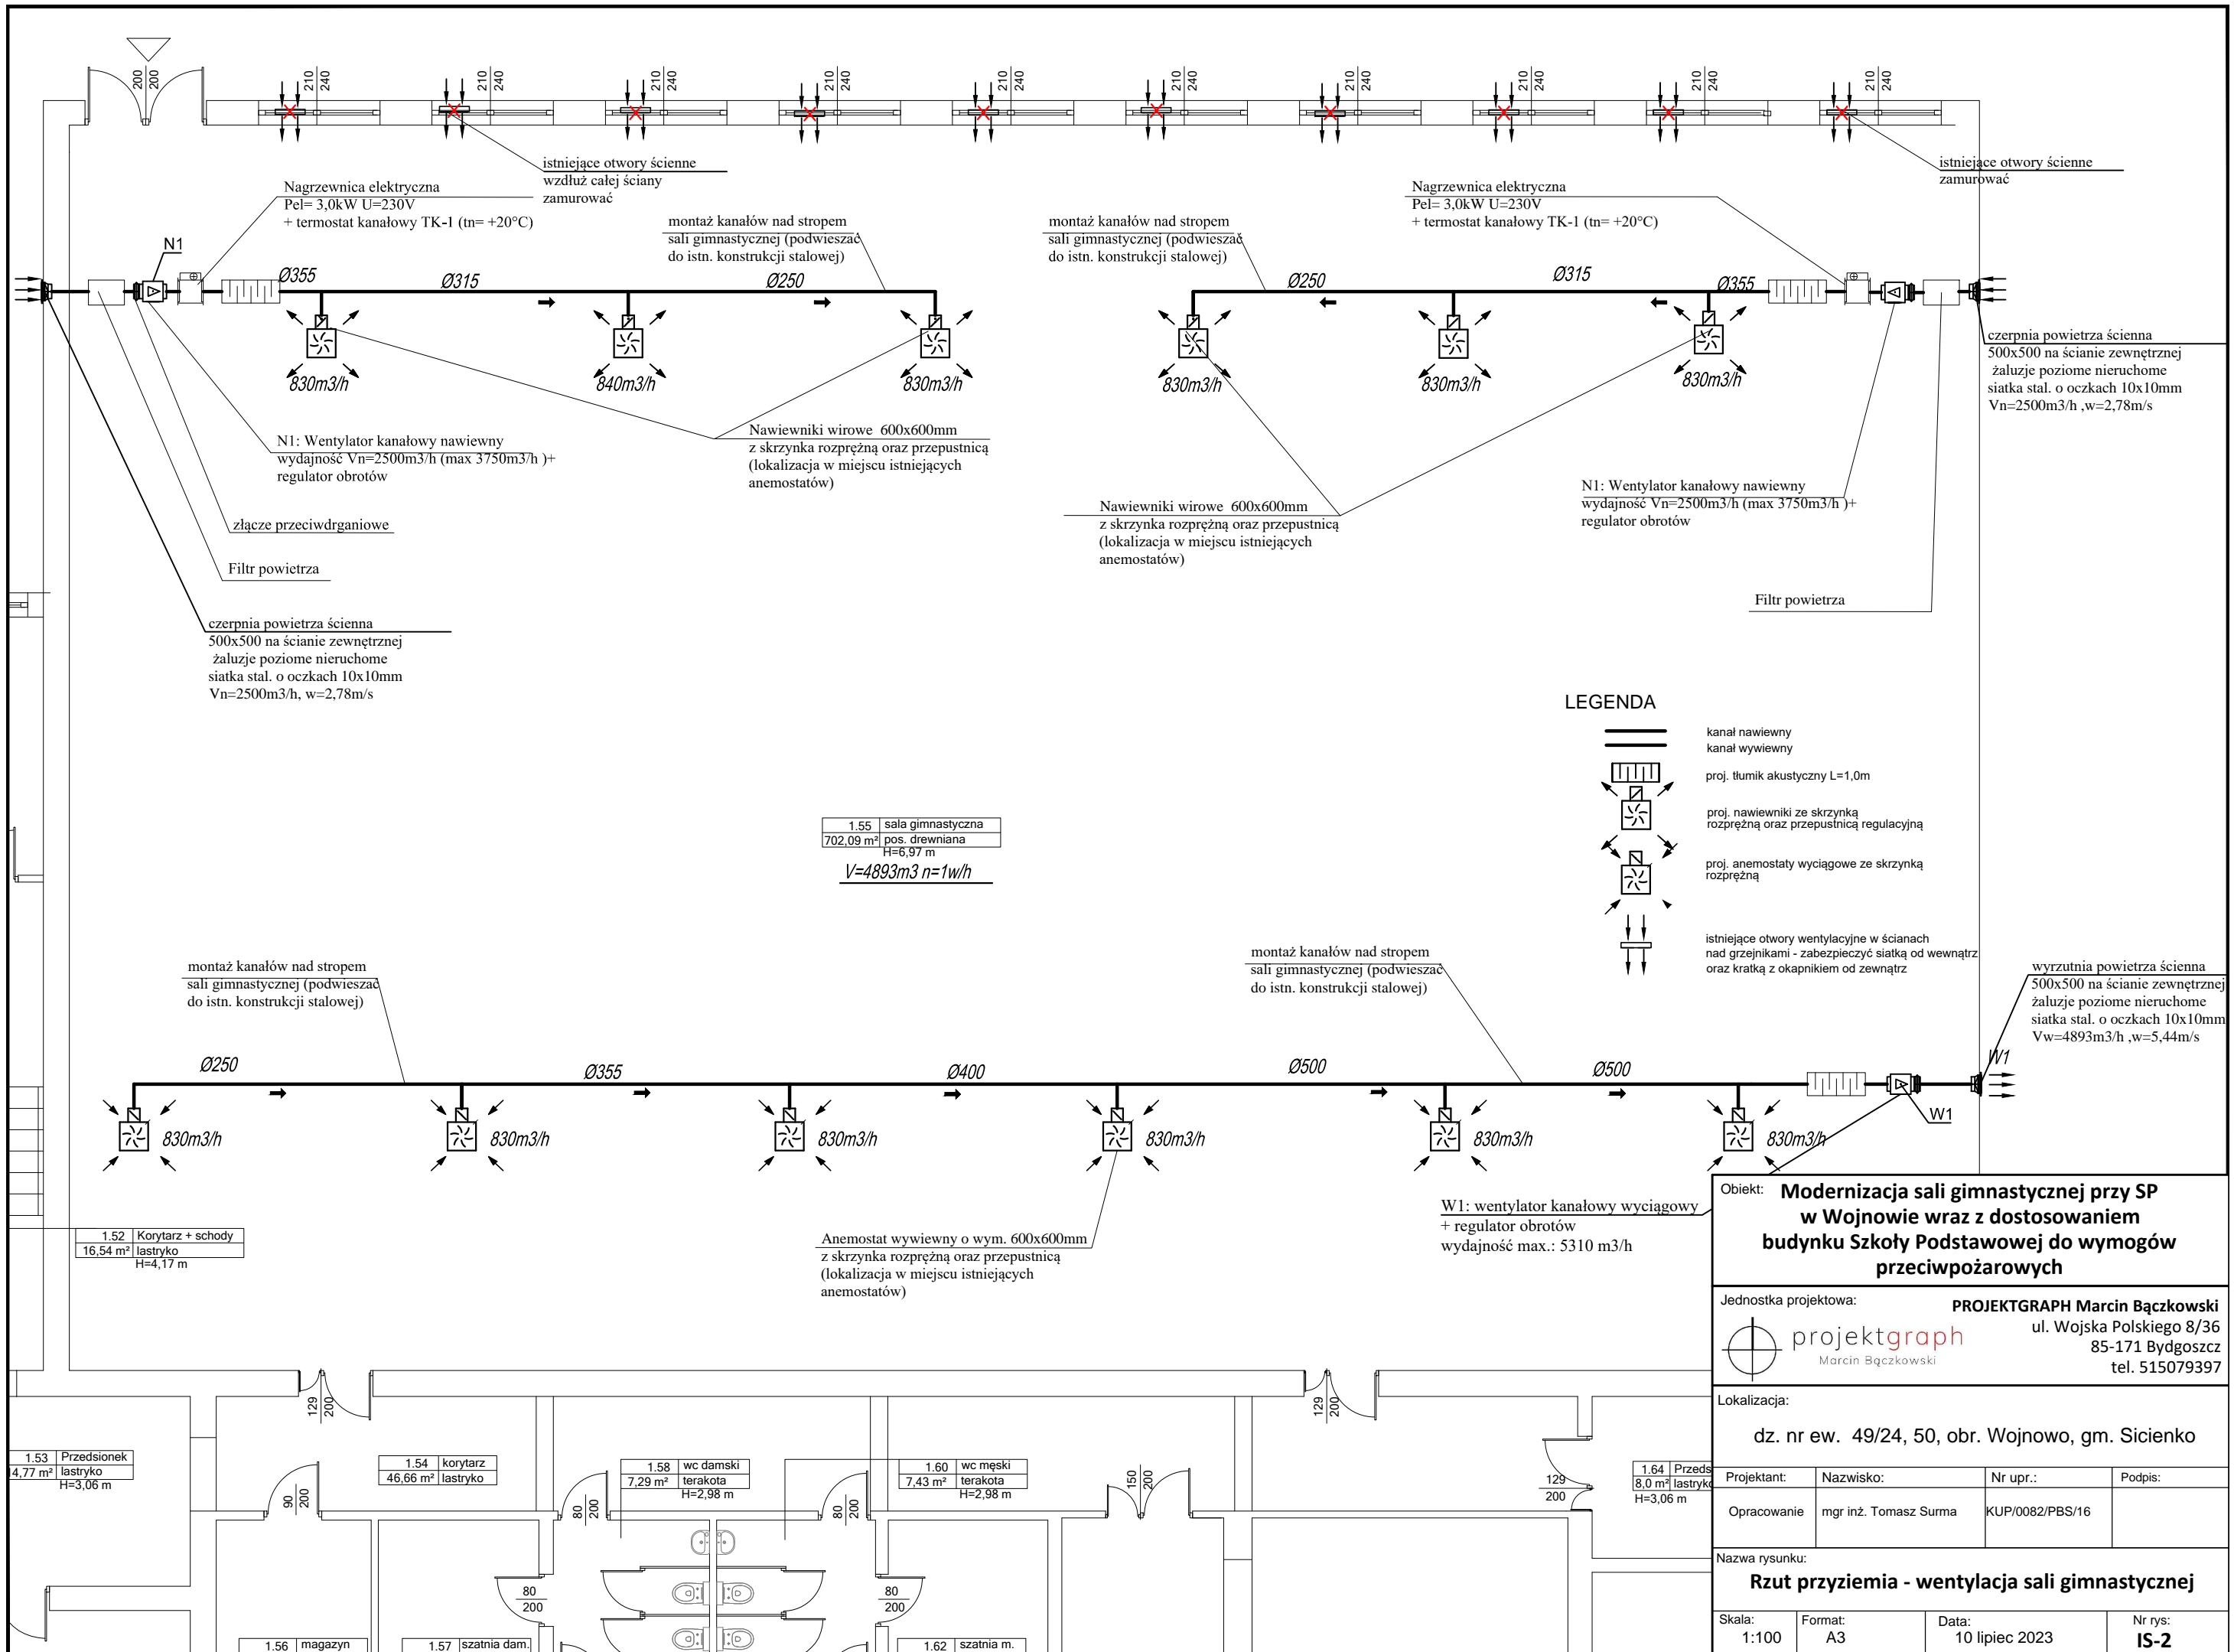 200
200
210
240
210
240
210
240
210
240
210
240
210
240
210
240
210
240
210
240
210
240
istniejące otwory ścienne
wzdłuż całej ściany
zamurować
istniejące otwory ścienne
zamurować
Nagrzewnica elektryczna
Pel= 3,0kW U=230V
+ termostat kanałowy TK-1 (tn= +20°C)
montaż kanałów nad stropem
sali gimnastycznej (podwieszać
do istn. konstrukcji stalowej)
montaż kanałów nad stropem
sali gimnastycznej (podwieszać
do istn. konstrukcji stalowej)
Nagrzewnica elektryczna
Pel= 3,0kW U=230V
+ termostat kanałowy TK-1 (tn= +20°C)
N1
Ø355
Ø315
Ø250
Ø250
Ø315
Ø355
830m3/h
840m3/h
830m3/h
830m3/h
830m3/h
830m3/h
czerpnia powietrza ścienna
500x500 na ścianie zewnętrznej
żaluzje poziome nieruchome
siatka stal. o oczkach 10x10mm
Vn=2500m3/h ,w=2,78m/s
N1: Wentylator kanałowy nawiewny
wydajność Vn=2500m3/h (max 3750m3/h )+
regulator obrotów
Nawiewniki wirowe 600x600mm
z skrzynka rozprężną oraz przepustnicą
(lokalizacja w miejscu istniejących
anemostatów)
Nawiewniki wirowe 600x600mm
z skrzynka rozprężną oraz przepustnicą
(lokalizacja w miejscu istniejących
anemostatów)
N1: Wentylator kanałowy nawiewny
wydajność Vn=2500m3/h (max 3750m3/h )+
regulator obrotów
złącze przeciwdrganiowe
Filtr powietrza
Filtr powietrza
czerpnia powietrza ścienna
500x500 na ścianie zewnętrznej
żaluzje poziome nieruchome
siatka stal. o oczkach 10x10mm
Vn=2500m3/h, w=2,78m/s
LEGENDA
kanał nawiewny
kanał wywiewny
proj. tłumik akustyczny L=1,0m
proj. nawiewniki ze skrzynką
rozprężną oraz przepustnicą regulacyjną
proj. anemostaty wyciągowe ze skrzynką
rozprężną
istniejące otwory wentylacyjne w ścianach
nad grzejnikami - zabezpieczyć siatką od wewnątrz
oraz kratką z okapnikiem od zewnątrz
1.55 sala gimnastyczna
702,09 m² pos. drewniana
H=6,97 m
V=4893m3 n=1w/h
montaż kanałów nad stropem
sali gimnastycznej (podwieszać
do istn. konstrukcji stalowej)
montaż kanałów nad stropem
sali gimnastycznej (podwieszać
do istn. konstrukcji stalowej)
wyrzutnia powietrza ścienna
500x500 na ścianie zewnętrznej
żaluzje poziome nieruchome
siatka stal. o oczkach 10x10mm
Vw=4893m3/h ,w=5,44m/s
Ø250
Ø355
Ø400
Ø500
Ø500
W1
W1
830m3/h
830m3/h
830m3/h
830m3/h
830m3/h
830m3/h
1.52 Korytarz + schody
16,54 m² lastryko
H=4,17 m
Anemostat wywiewny o wym. 600x600mm
z skrzynka rozprężną oraz przepustnicą
(lokalizacja w miejscu istniejących
anemostatów)
W1: wentylator kanałowy wyciągowy
+ regulator obrotów
wydajność max.: 5310 m3/h
129
200
129
200
1.53 Przedsionek
14,77 m² lastryko
H=3,06 m
1.54 korytarz
46,66 m² lastryko
1.58 wc damski
7,29 m² terakota
H=2,98 m
1.60 wc męski
7,43 m² terakota
H=2,98 m
1.64 Przeds
8,0 m² lastryko
H=3,06 m
90
200
80
200
80
200
150
200
129
200
80
200
80
200
1.56 magazyn
1.57 szatnia dam.
1.62 szatnia m.
Obiekt: Modernizacja sali gimnastycznej przy SP
w Wojnowie wraz z dostosowaniem
budynku Szkoły Podstawowej do wymogów
przeciwpożarowych
Jednostka projektowa:
projektgraph
Marcin Bączkowski
PROJEKTGRAPH Marcin Bączkowski
ul. Wojska Polskiego 8/36
85-171 Bydgoszcz
tel. 515079397
Lokalizacja:
dz. nr ew. 49/24, 50, obr. Wojnowo, gm. Sicienko
Projektant: Nazwisko: Nr upr.: Podpis:
Opracowanie mgr inż. Tomasz Surma KUP/0082/PBS/16
Nazwa rysunku:
Rzut przyziemia - wentylacja sali gimnastycznej
Skala: Format: Data: Nr rys:
1:100 A3 10 lipiec 2023 IS-2